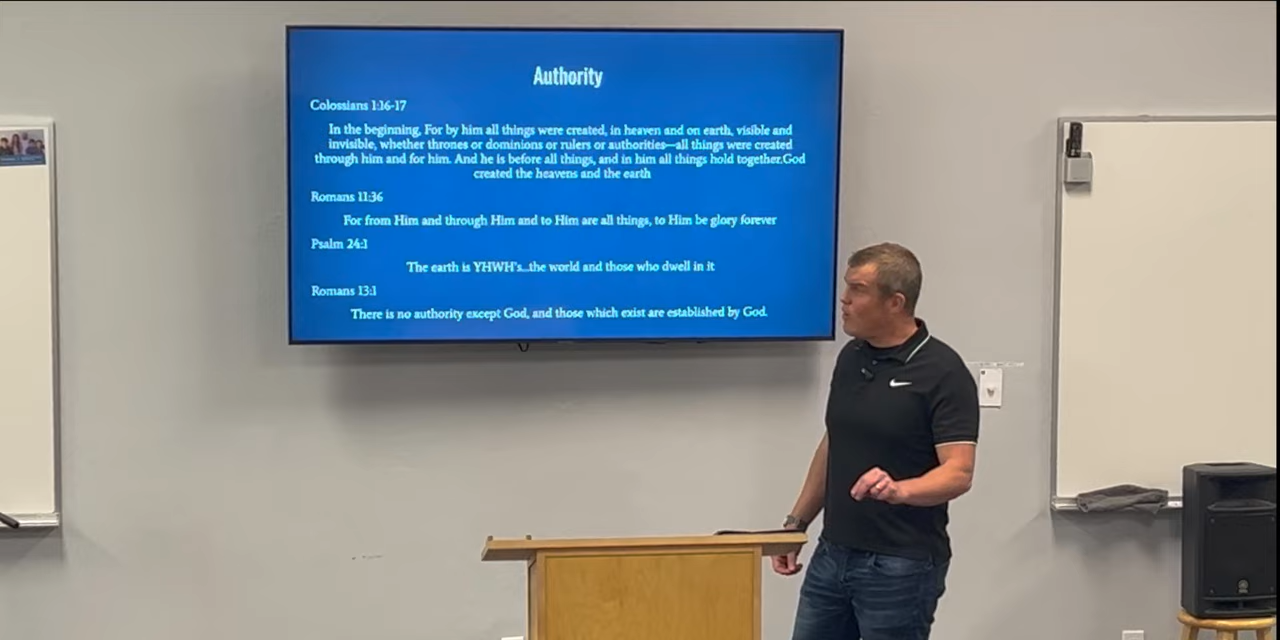 Authority
Colossians 1:16-17
In the beginning, For by him all things were created, in heaven and on earth, visible and
invisible, whether thrones or dominions or rulers or authorities—all things were created
through him and for him. And he is before all things, and in him all things hold together.God
created the heavens and the earth
Romans 11:36
For from Him and through Him and to Him are all things, to Him be glory forever
Psalm 24:1
The earth is YHWH's...the world and those who dwell in it
Romans 13:1
There is no authority except God, and those which exist are established by God.